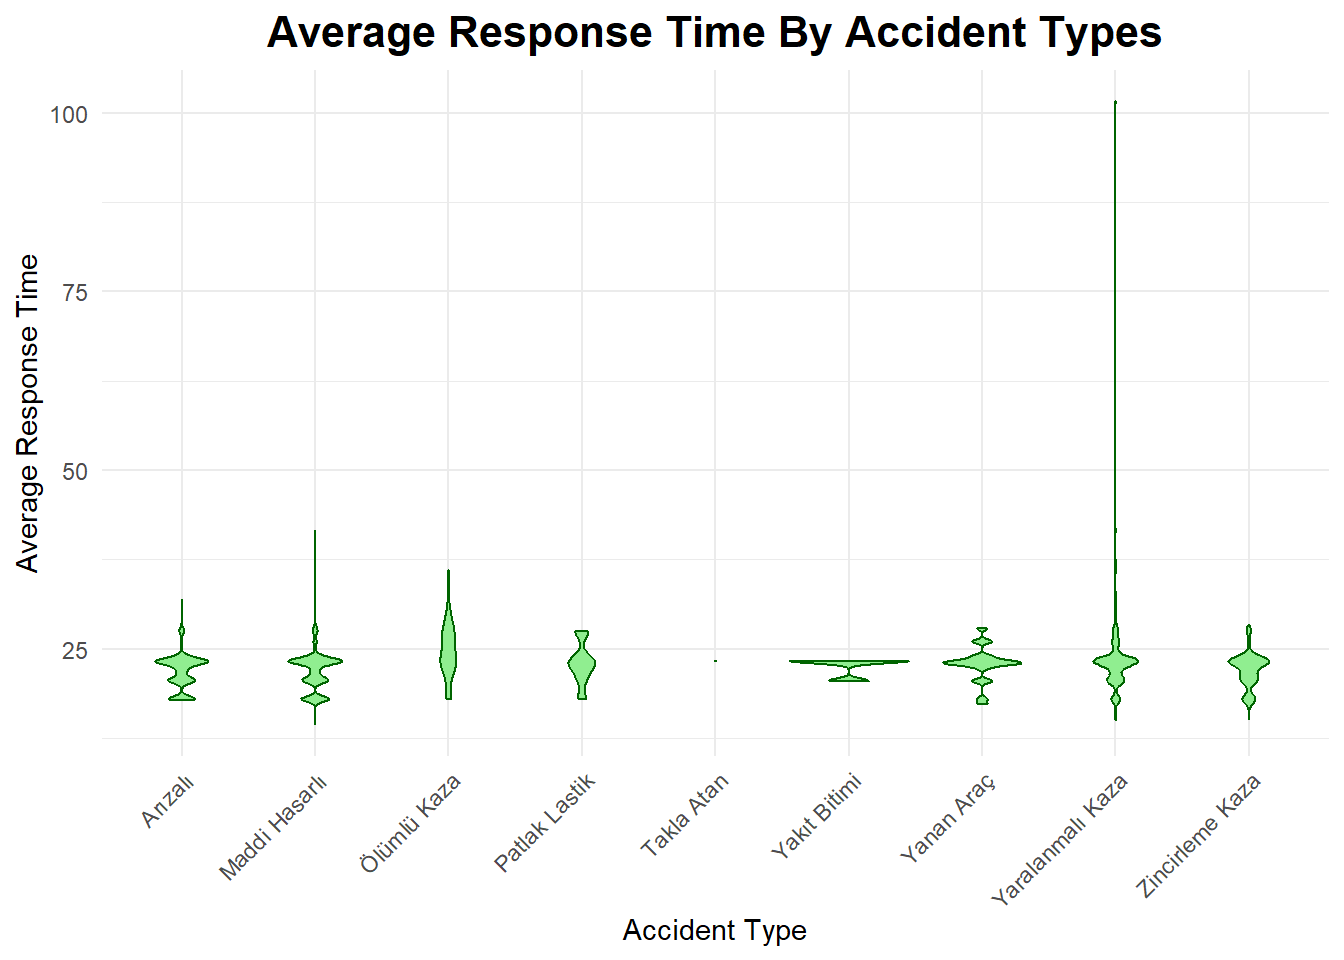 Average Response Time By Accident Types
Average Response Time
100
75
50
25
Arızalı
Maddi Hasarlı
Ölümlü Kaza
Patlak Lastik
Takla Atan
Yakıt Bitimi
Yanan Araç
Yaralanmalı Kaza
Zincirleme Kaza
Accident Type